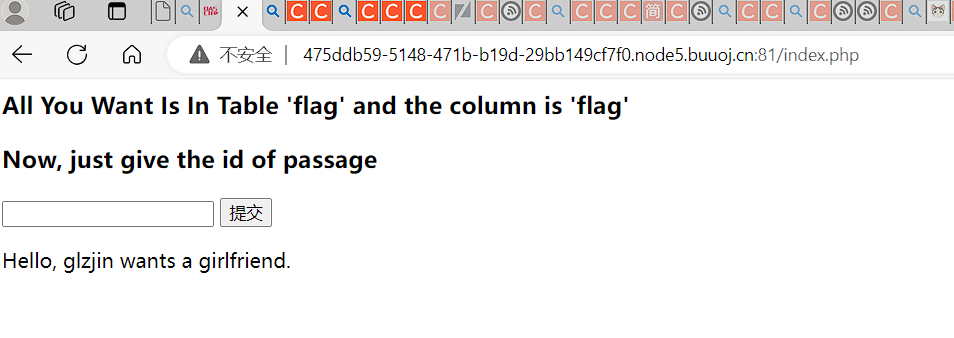 不安全 | 475ddb59-5148-471b-b19d-29bb149cf7f0.node5.buuoj.cn:81/index.php
All You Want Is In Table 'flag' and the column is 'flag'
Now, just give the id of passage
提交
Hello, glzjin wants a girlfriend.